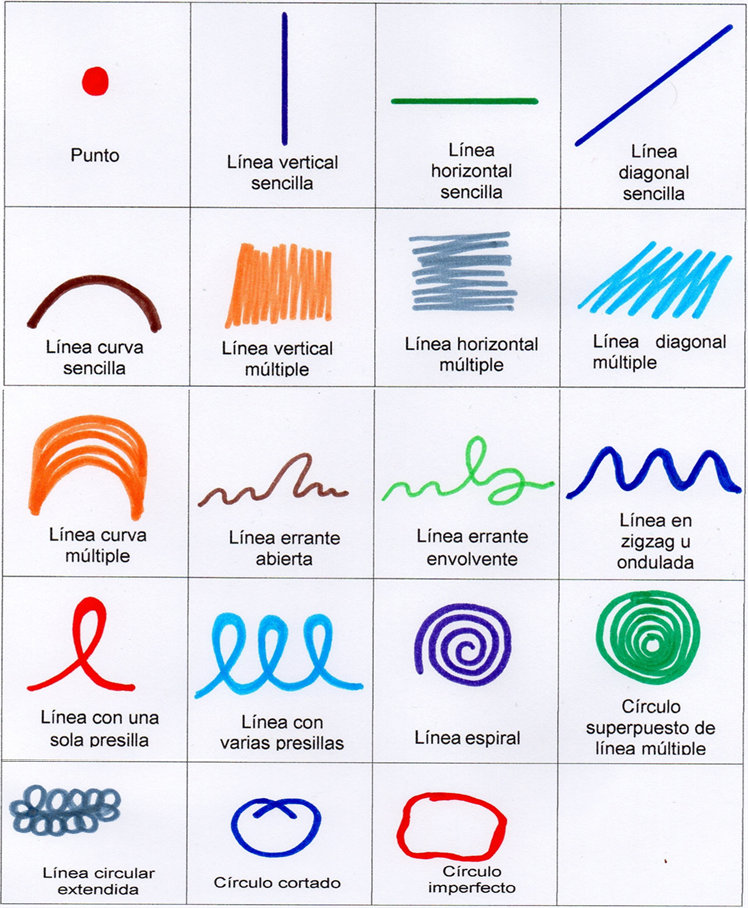 Punto
Línea vertical
sencilla
Línea
horizontal
sencilla
Línea
diagonal
sencilla
Línea curva
sencilla
Línea vertical
múltiple
Línea horizontal
múltiple
Línea diagonal
múltiple
Línea curva
múltiple
Línea errante
abierta
Línea errante
envolvente
Línea en
zigzag u
ondulada
Línea con una
sola presilla
Línea con
varias presillas
Línea espiral
Círculo
superpuesto de
línea múltiple
Línea circular
extendida
Círculo cortado
Círculo
imperfecto